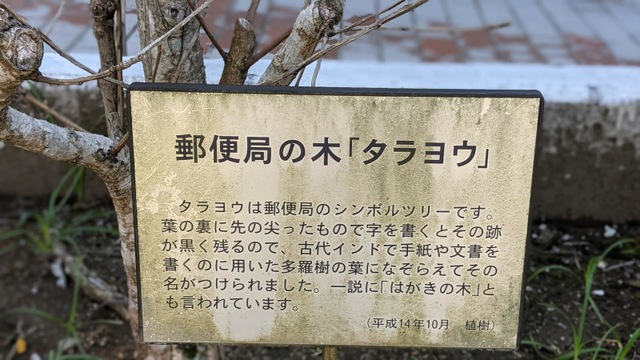 郵便局の木「タラヨウ」
タラヨウは郵便局のシンボルツリーです。
葉の裏に先の尖ったもので字を書くとその跡
が黒く残るので、古代インドで手紙や文書を
書くのに用いた多羅樹の葉になぞらえてその
名がつけられました。一説に「はがきの木」と
も言われています。
（平成14年10月　植樹）